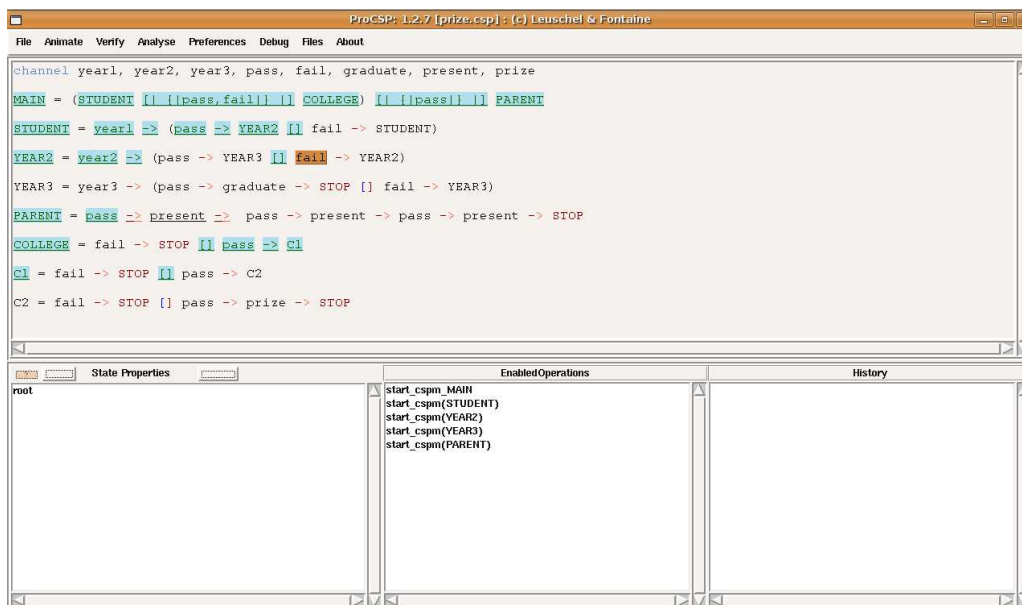 ProCSP: 1.2.7 [prize.csp] : (c) Leuschel & Fontaine
File Animate Verify Analyse Preferences Debug Files About
channel year1, year2, year3, pass, fail, graduate, present, prize
MAIN = (STUDENT [| {|pass,fail|} |] COLLEGE) [| {|pass|} |] PARENT
STUDENT = year1 -> (pass -> YEAR2 [] fail -> STUDENT)
YEAR2 = year2 -> (pass -> YEAR3 [] fail -> YEAR2)
YEAR3 = year3 -> (pass -> graduate -> STOP [] fail -> YEAR3)
PARENT = pass -> present -> pass -> present -> pass -> present -> STOP
COLLEGE = fail -> STOP [] pass -> C1
C1 = fail -> STOP [] pass -> C2
C2 = fail -> STOP [] pass -> prize -> STOP
State Properties EnabledOperations History
root
start_cspm_MAIN
start_cspm(STUDENT)
start_cspm(YEAR2)
start_cspm(YEAR3)
start_cspm(PARENT)